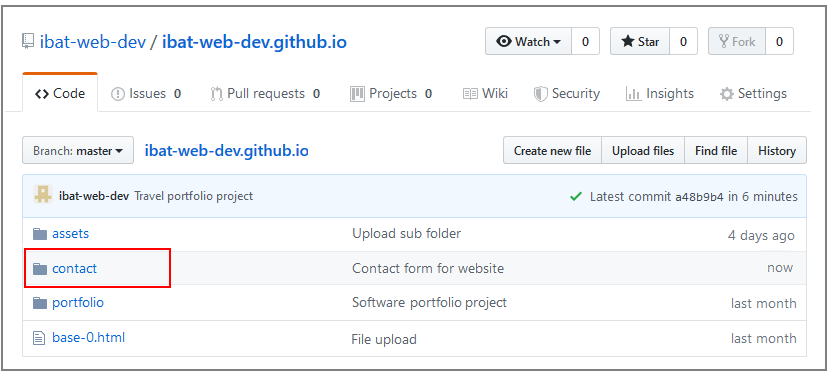 ibat-web-dev / ibat-web-dev.github.io Watch 0 Star 0 Fork 0
Code Issues 0 Pull requests 0 Projects 0 Wiki Security Insights Settings
Branch: master ibat-web-dev.github.io Create new file Upload files Find file History
ibat-web-dev Travel portfolio project Latest commit a48b9b4 in 6 minutes
assets Upload sub folder 4 days ago
contact Contact form for website now
portfolio Software portfolio project last month
base-0.html File upload last month